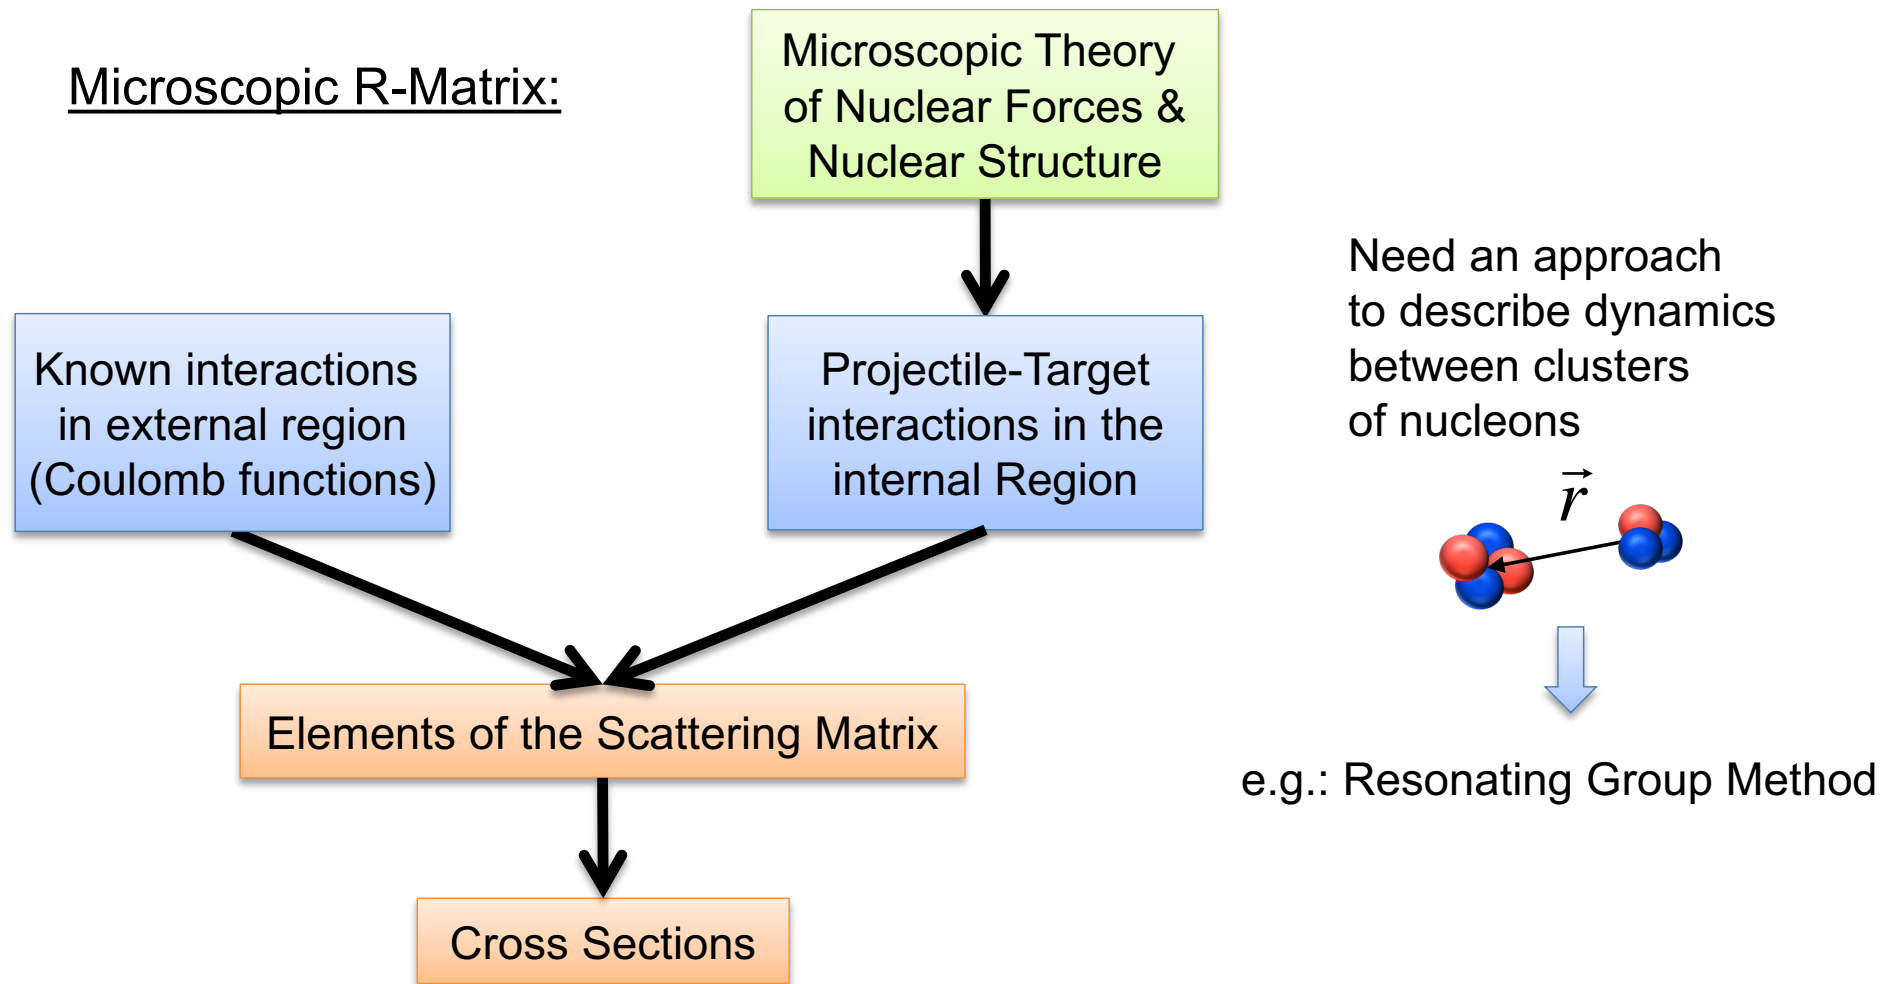 Microscopic R-Matrix:
Microscopic Theory
of Nuclear Forces &
Nuclear Structure
Known interactions
in external region
(Coulomb functions)
Projectile-Target
interactions in the
internal Region
Elements of the Scattering Matrix
Cross Sections
Need an approach
to describe dynamics
between clusters
of nucleons
r⃗
e.g.: Resonating Group Method